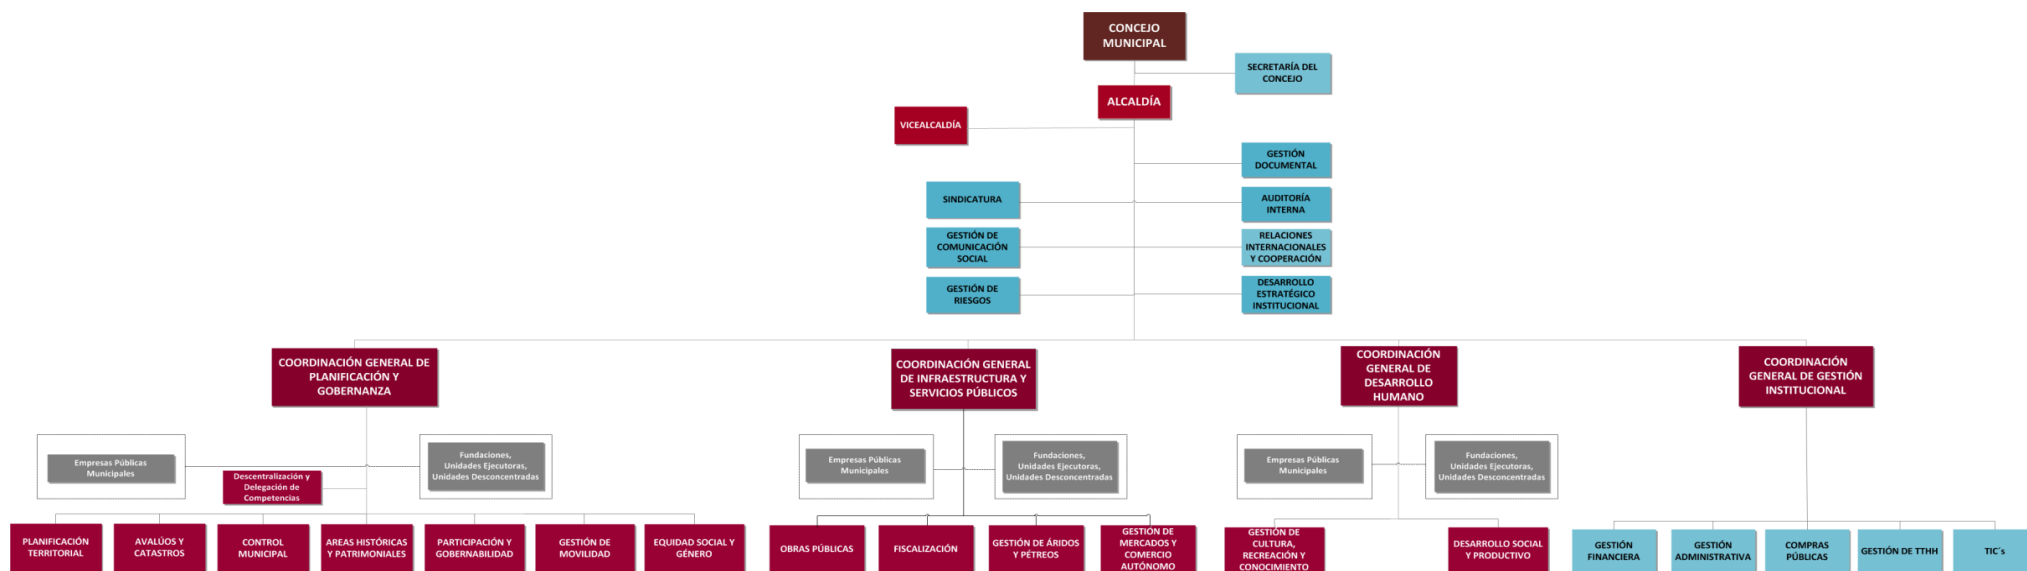 CONCEJO
MUNICIPAL
SECRETARÍA DEL
CONCEJO
ALCALDÍA
VICEALCALDÍA
GESTIÓN
DOCUMENTAL
SINDICATURA
AUDITORÍA
INTERNA
GESTIÓN DE
COMUNICACIÓN
SOCIAL
RELACIONES
INTERNACIONALES
Y COOPERACIÓN
GESTIÓN DE
RIESGOS
DESARROLLO
ESTRATÉGICO
INSTITUCIONAL
COORDINACIÓN GENERAL DE
PLANIFICACIÓN Y
GOBERNANZA
COORDINACIÓN GENERAL
DE INFRAESTRUCTURA Y
SERVICIOS PÚBLICOS
COORDINACIÓN
GENERAL DE
DESARROLLO
HUMANO
COORDINACIÓN
GENERAL DE GESTIÓN
INSTITUCIONAL
Empresas Públicas
Municipales
Fundaciones,
Unidades Ejecutoras,
Unidades Desconcentradas
Descentralización y
Delegación de
Competencias
Empresas Públicas
Municipales
Fundaciones,
Unidades Ejecutoras,
Unidades Desconcentradas
Empresas Públicas
Municipales
Fundaciones,
Unidades Ejecutoras,
Unidades Desconcentradas
PLANIFICACIÓN
TERRITORIAL
AVALÚOS Y
CATASTROS
CONTROL
MUNICIPAL
AREAS HISTÓRICAS
Y PATRIMONIALES
PARTICIPACIÓN Y
GOBERNABILIDAD
GESTIÓN DE
MOVILIDAD
EQUIDAD SOCIAL Y
GÉNERO
OBRAS PÚBLICAS
FISCALIZACIÓN
GESTIÓN DE ÁRIDOS
Y PÉTREOS
GESTIÓN DE
MERCADOS Y
COMERCIO
AUTÓNOMO
GESTIÓN DE
CULTURA,
RECREACIÓN Y
CONOCIMIENTO
DESARROLLO SOCIAL
Y PRODUCTIVO
GESTIÓN
FINANCIERA
GESTIÓN
ADMINISTRATIVA
COMPRAS
PÚBLICAS
GESTIÓN DE TTHH
TIC´s